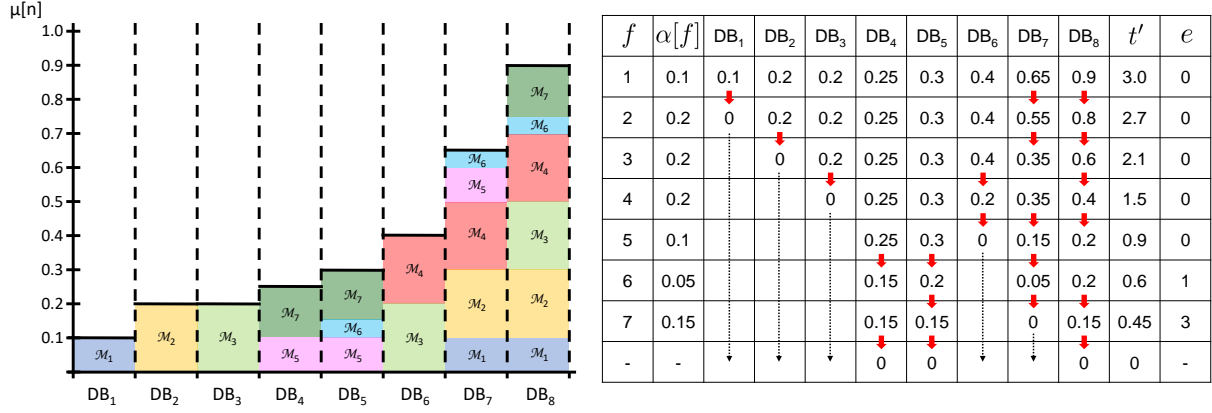 μ[n]
1.0
0.9
0.8
0.7
0.6
0.5
0.4
0.3
0.2
0.1
M₇
M₆
M₆ M₄
M₅
M₄ M₃
M₇ M₄
M₇ M₂ M₂
M₂ M₃ M₆ M₃
M₁ M₅ M₅ M₁ M₁
DB₁ DB₂ DB₃ DB₄ DB₅ DB₆ DB₇ DB₈
f α[f] DB₁ DB₂ DB₃ DB₄ DB₅ DB₆ DB₇ DB₈ t′ e
1 0.1 0.1 0.2 0.2 0.25 0.3 0.4 0.65 0.9 3.0 0
2 0.2 0 0.2 0.2 0.25 0.3 0.4 0.55 0.8 2.7 0
3 0.2 0 0.2 0.25 0.3 0.4 0.35 0.6 2.1 0
4 0.2 0 0.25 0.3 0.2 0.35 0.4 1.5 0
5 0.1 0.25 0.3 0 0.15 0.2 0.9 0
6 0.05 0.15 0.2 0.05 0.2 0.6 1
7 0.15 0.15 0.15 0 0.15 0.45 3
- - 0 0 0 0 -